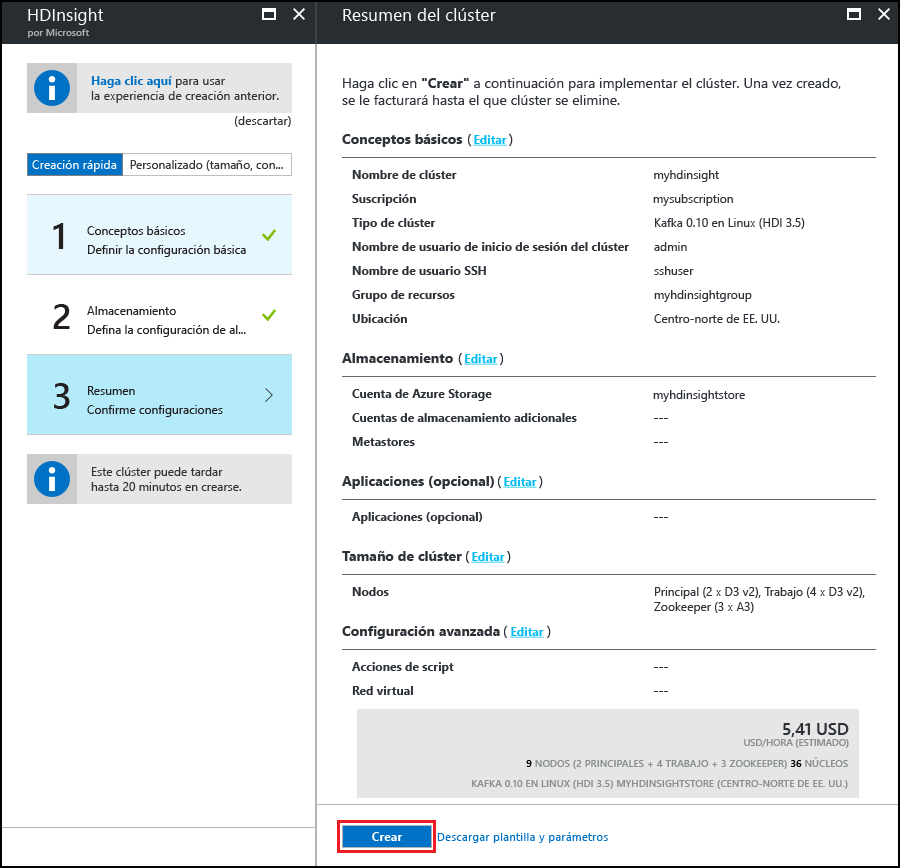 HDInsight
por Microsoft
Haga clic aquí para usar
la experiencia de creación anterior.
(descartar)
Creación rápida
Personalizado (tamaño, con...
1
Conceptos básicos
Definir la configuración básica
2
Almacenamiento
Defina la configuración de al...
3
Resumen
Confirme configuraciones
Este clúster puede tardar
hasta 20 minutos en crearse.
Resumen del clúster
Haga clic en "Crear" a continuación para implementar el clúster. Una vez creado,
se le facturará hasta el que clúster se elimine.
Conceptos básicos (Editar)
Nombre de clúster myhdinsight
Suscripción mysubscription
Tipo de clúster Kafka 0.10 en Linux (HDI 3.5)
Nombre de usuario de inicio de sesión del clúster admin
Nombre de usuario SSH sshuser
Grupo de recursos myhdinsightgroup
Ubicación Centro-norte de EE. UU.
Almacenamiento (Editar)
Cuenta de Azure Storage myhdinsightstore
Cuentas de almacenamiento adicionales ---
Metastores ---
Aplicaciones (opcional) (Editar)
Aplicaciones (opcional) ---
Tamaño de clúster (Editar)
Nodos Principal (2 x D3 v2), Trabajo (4 x D3 v2),
Zookeeper (3 x A3)
Configuración avanzada (Editar)
Acciones de script ---
Red virtual ---
5,41 USD
USD/HORA (ESTIMADO)
9 NODOS (2 PRINCIPALES + 4 TRABAJO + 3 ZOOKEEPER) 36 NÚCLEOS
KAFKA 0.10 EN LINUX (HDI 3.5) MYHDINSIGHTSTORE (CENTRO-NORTE DE EE. UU.)
Crear
Descargar plantilla y parámetros